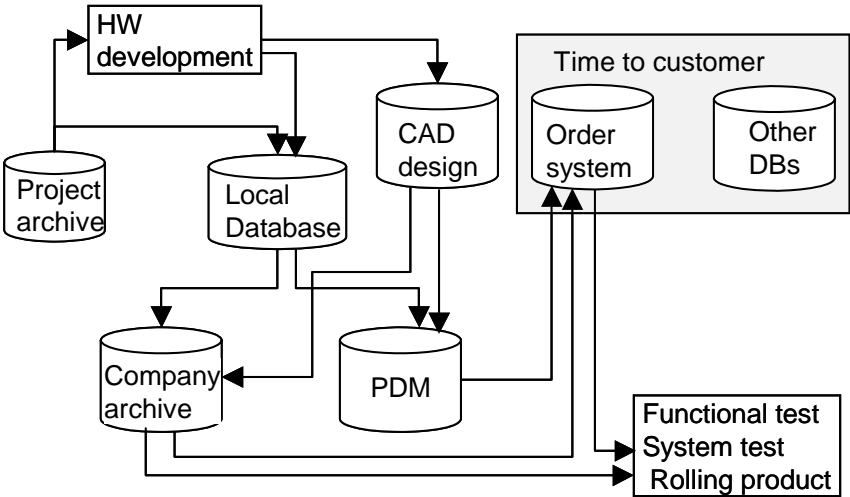 HW
development
Time to customer
CAD
design
Order
system
Other
DBs
Project
archive
Local
Database
Company
archive
PDM
Functional test
System test
Rolling product